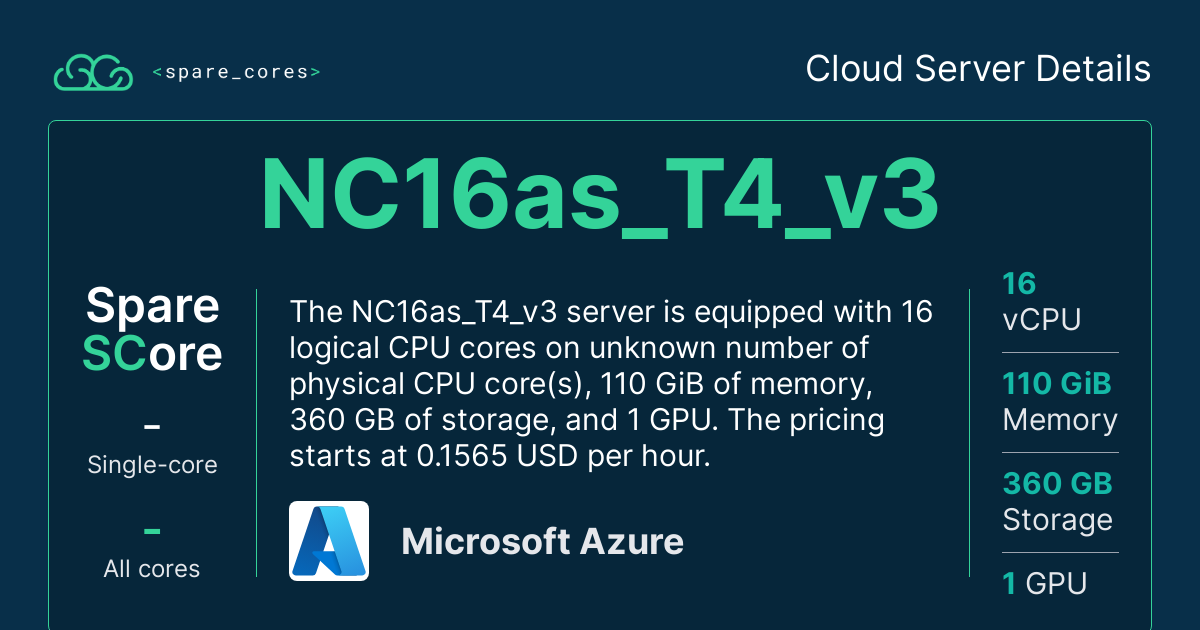 <spare_cores>
Cloud Server Details
NC16as_T4_v3
Spare
SCore
–
Single-core
–
All cores
The NC16as_T4_v3 server is equipped with 16
logical CPU cores on unknown number of
physical CPU core(s), 110 GiB of memory,
360 GB of storage, and 1 GPU. The pricing
starts at 0.1565 USD per hour.
Microsoft Azure
16
vCPU
110 GiB
Memory
360 GB
Storage
1 GPU